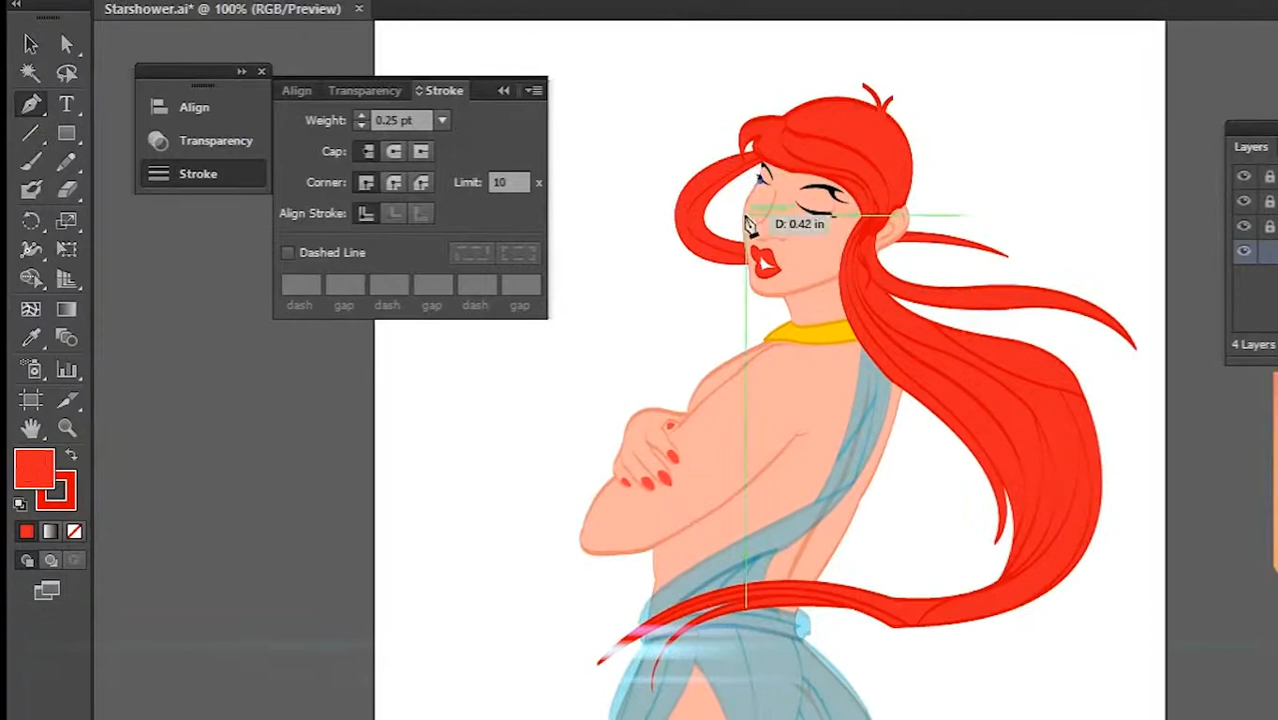 Starshower.ai* @ 100% (RGB/Preview)
Align
Transparency
Stroke
Align Transparency Stroke
Weight: 0.25 pt
Cap:
Corner: Limit: 10 x
Align Stroke:
Dashed Line
dash gap dash gap dash gap
T
D: 0.42 in
Layers
4 Layers